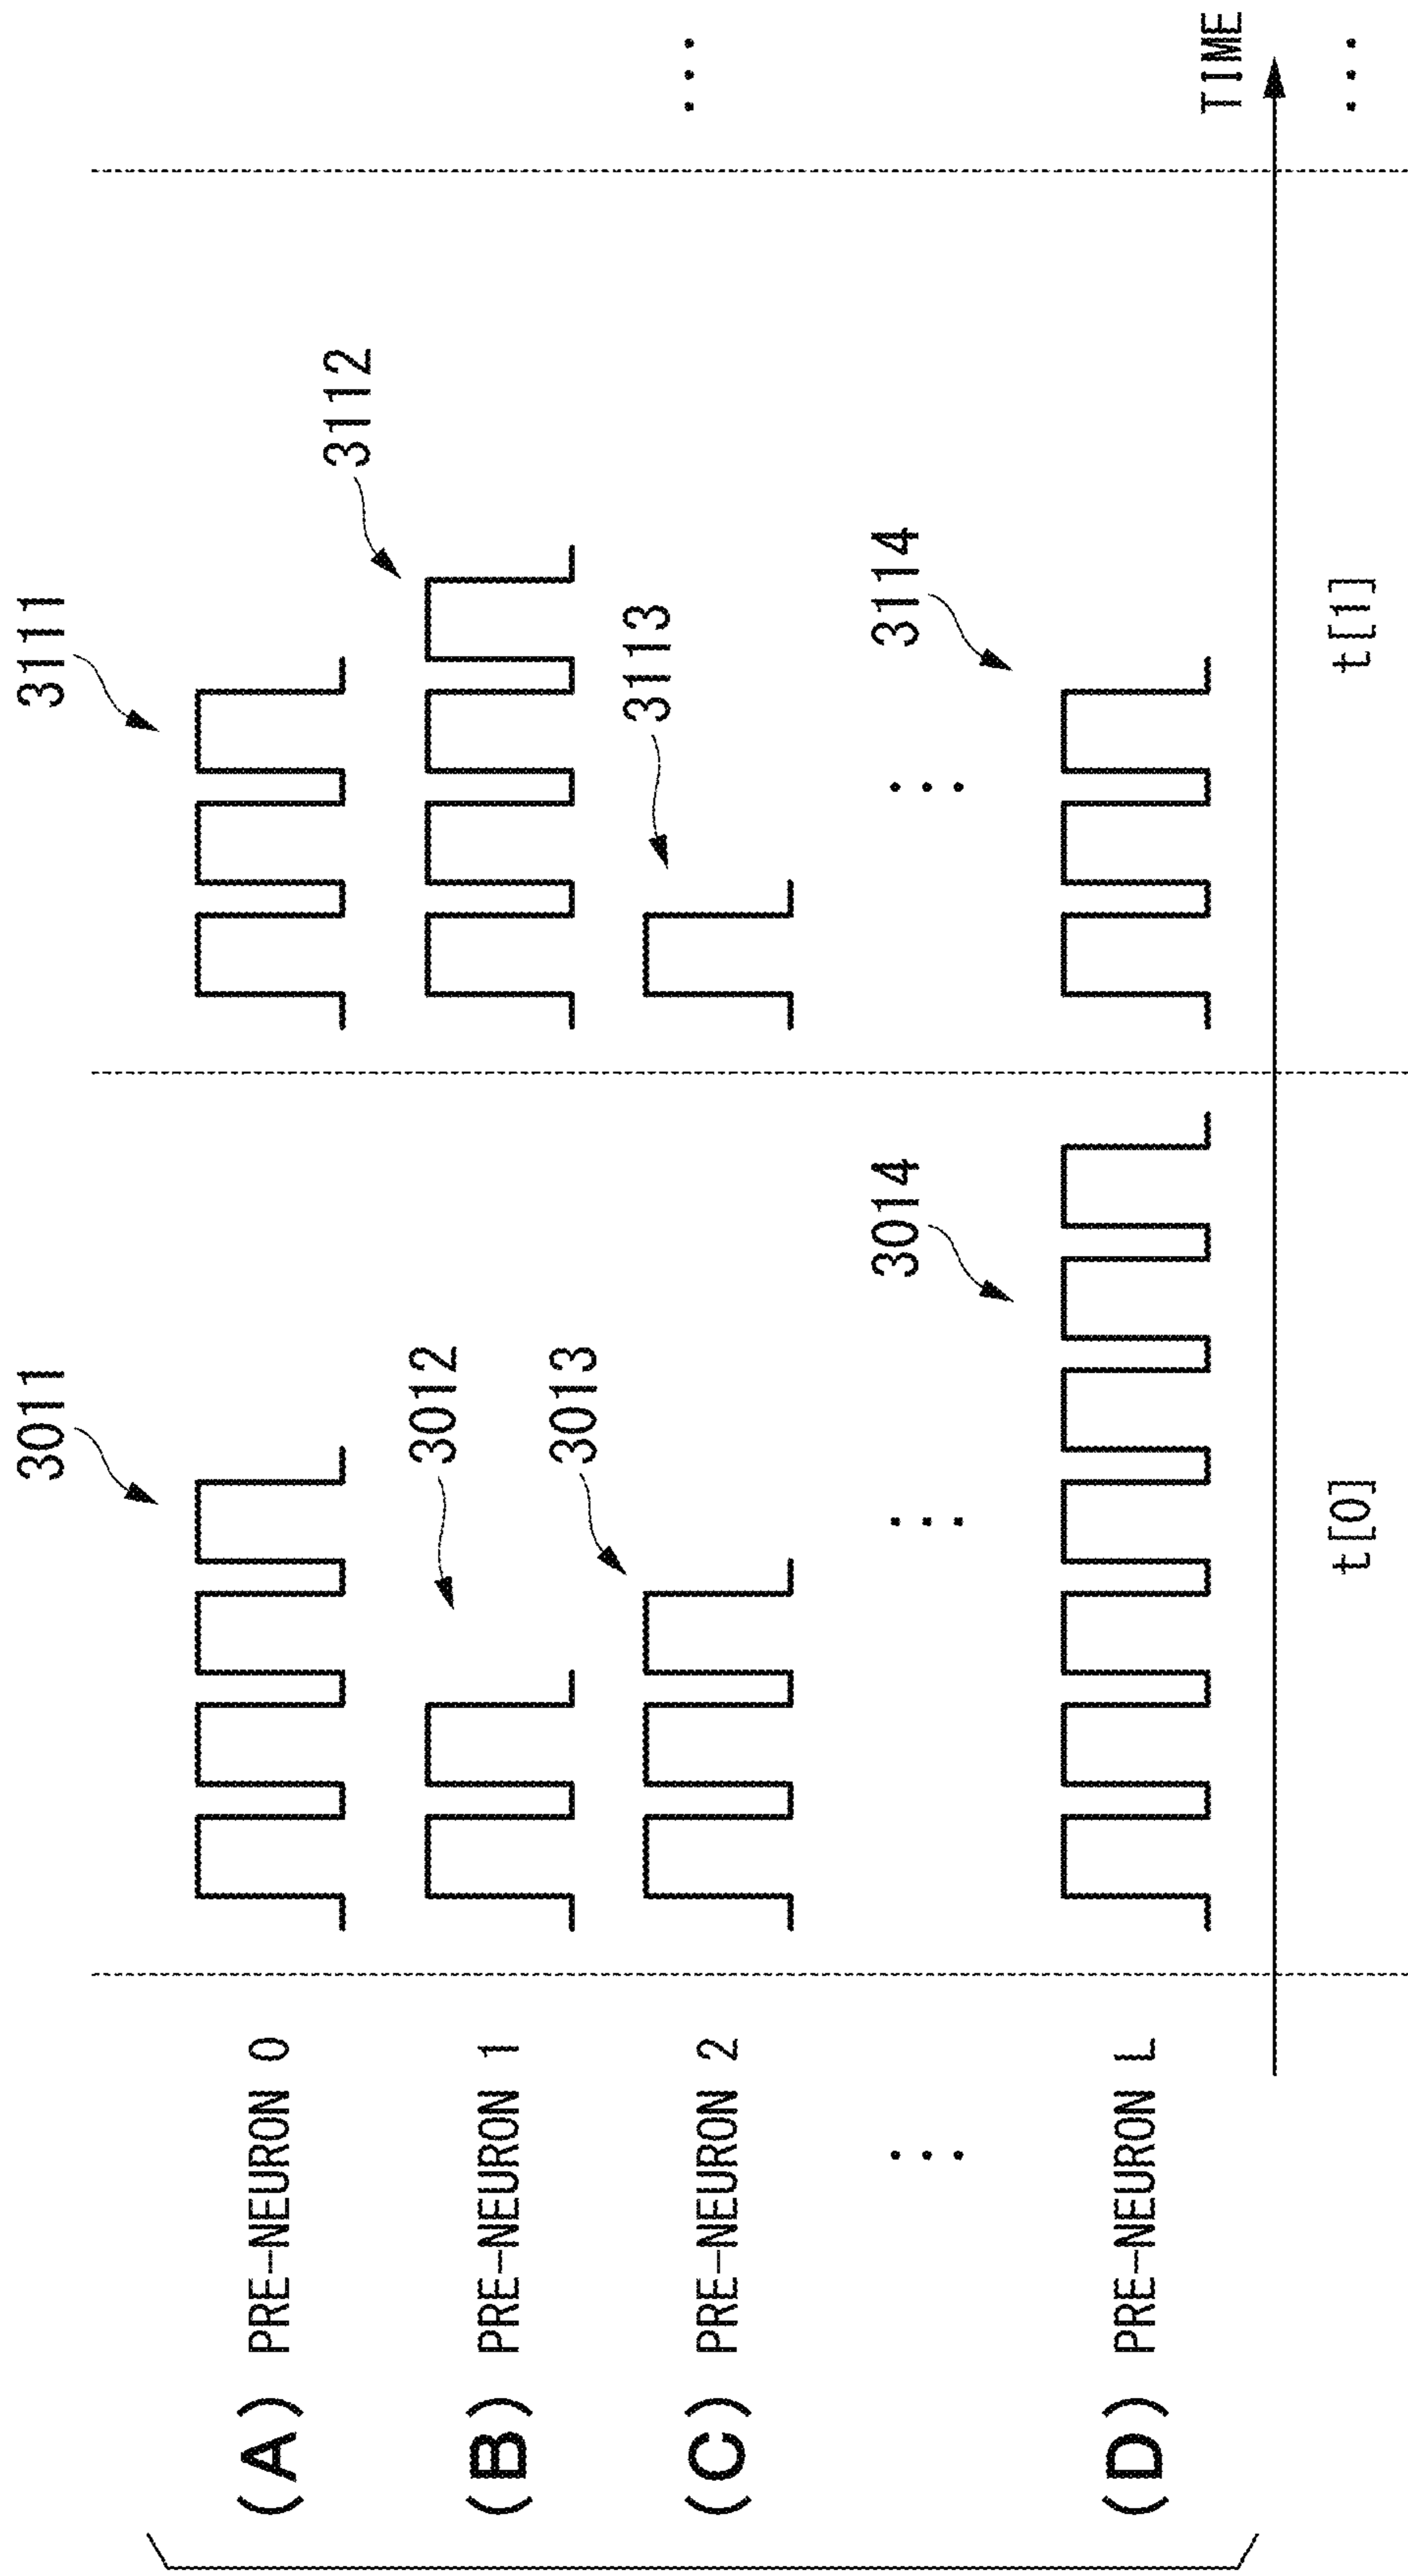 3011
3111
(A) PRE-NEURON 0
3112
3012
(B) PRE-NEURON 1
3013
3113
(C) PRE-NEURON 2
...
3014
3114
...
...
...
(D) PRE-NEURON L
TIME
t[0]
t[1]
...